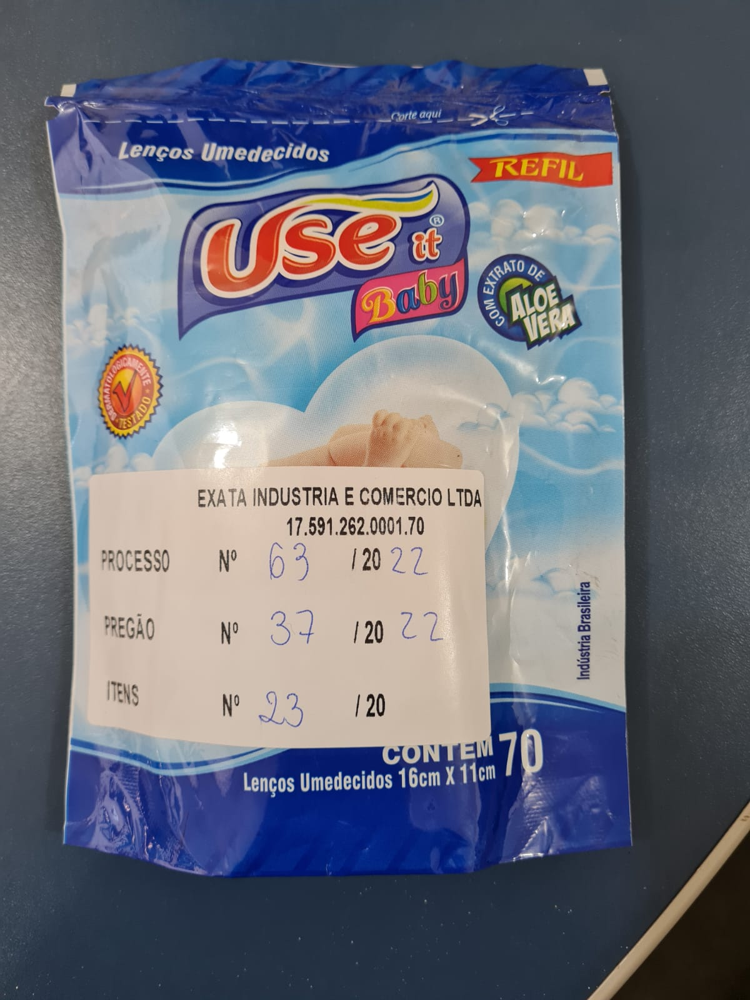 Corte aqui
Lenços Umedecidos
REFIL
Use it ®
Baby
COM EXTRATO DE
ALOE
VERA
DERMATOLOGICAMENTE
TESTADO
EXATA INDUSTRIA E COMERCIO LTDA
17.591.262.0001.70
PROCESSO Nº 63 / 20 22
PREGÃO Nº 37 / 20 22
ITENS Nº 23 / 20
Indústria Brasileira
CONTÉM 70
Lenços Umedecidos 16cm X 11cm